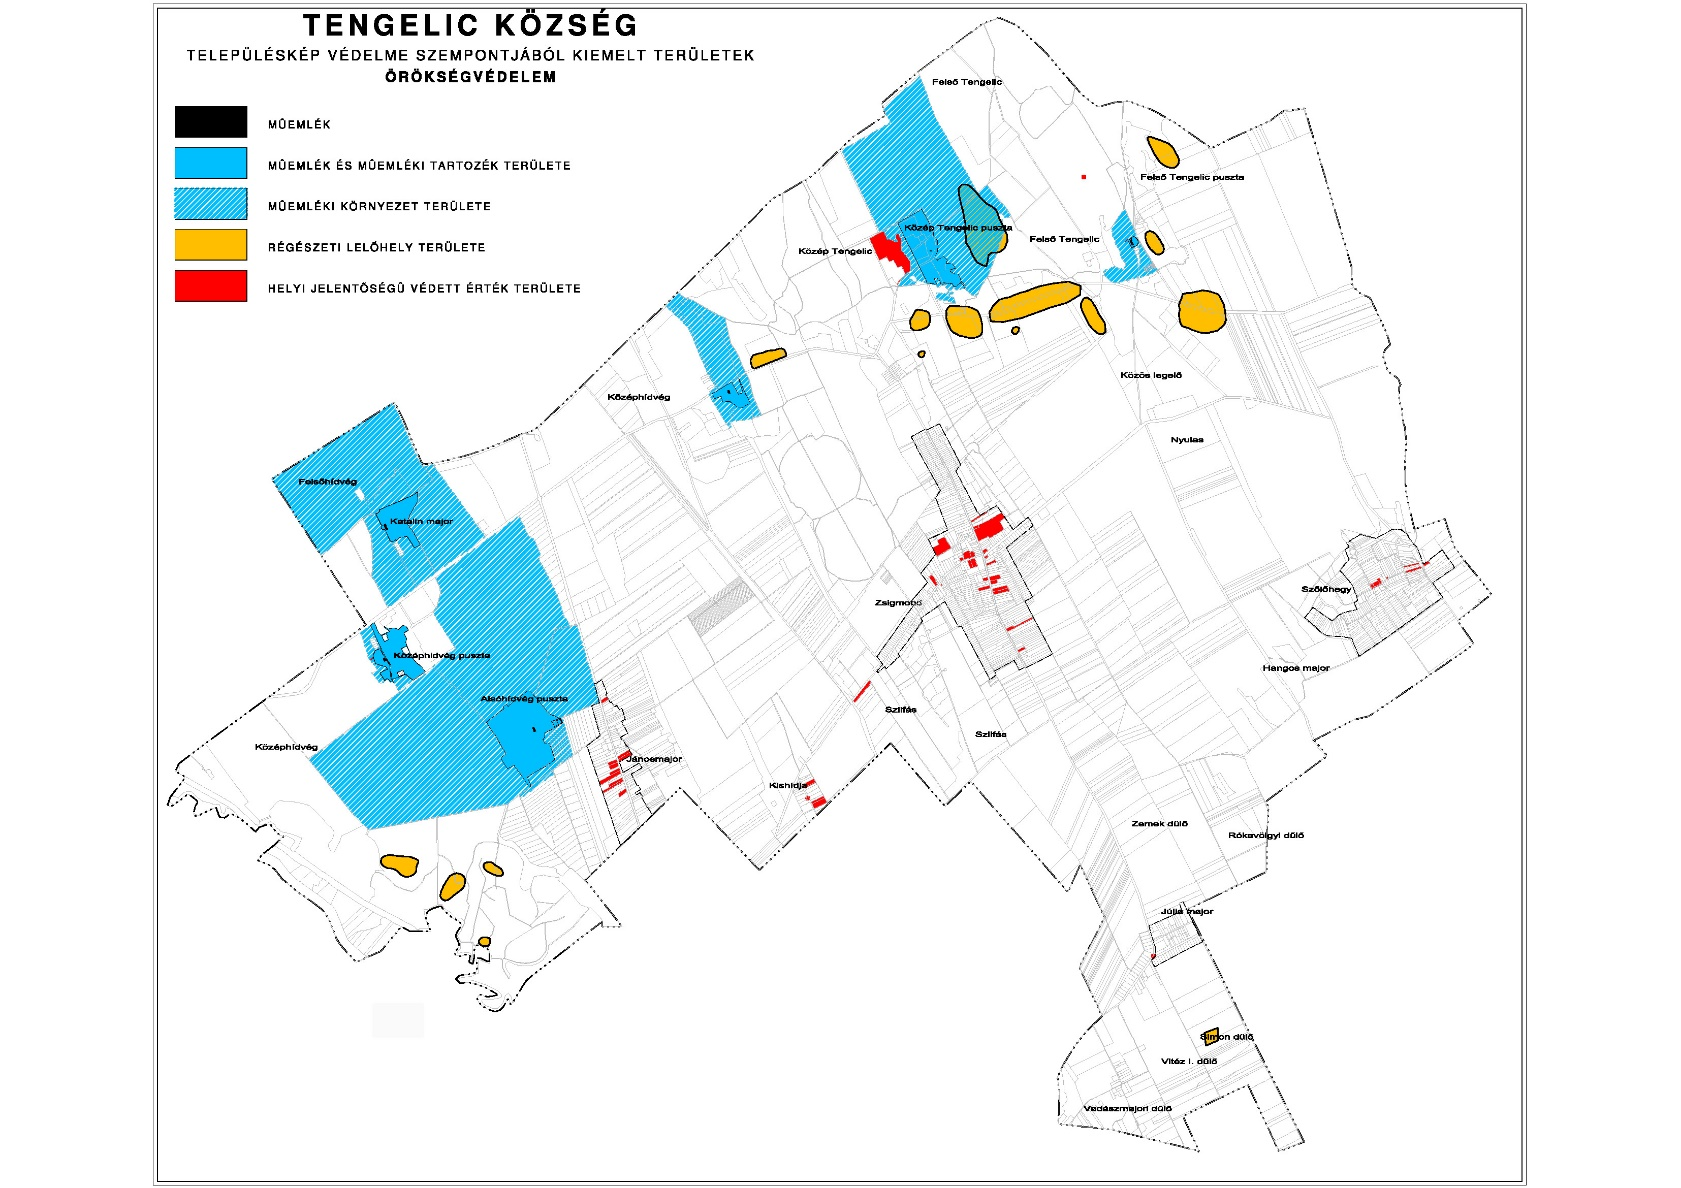 TENGELIC KÖZSÉG
TELEPÜLÉSKÉP VÉDELME SZEMPONTJÁBÓL KIEMELT TERÜLETEK
ÖRÖKSÉGVÉDELEM
MŰEMLÉK
MŰEMLÉK ÉS MŰEMLÉKI TARTOZÉK TERÜLETE
MŰEMLÉKI KÖRNYEZET TERÜLETE
RÉGÉSZETI LELŐHELY TERÜLETE
HELYI JELENTŐSÉGŰ VÉDETT ÉRTÉK TERÜLETE
Felső Tengelic
Felső Tengelic puszta
Közép Tengelic puszta
Felső Tengelic
Közép Tengelic
Közös legelő
Középhídvég
Nyulas
Felsőhídvég
Katalin major
Szőlőhegy
Zsigmond
Középhídvég puszta
Hangos major
Alsóhídvég puszta
Szilfás
Szilfás
Középhídvég
Jánosmajor
Kishídja
Zemek dűlő
Rókavölgyi dűlő
Júlia major
Simon dűlő
Vitéz I. dűlő
Vadászmajori dűlő